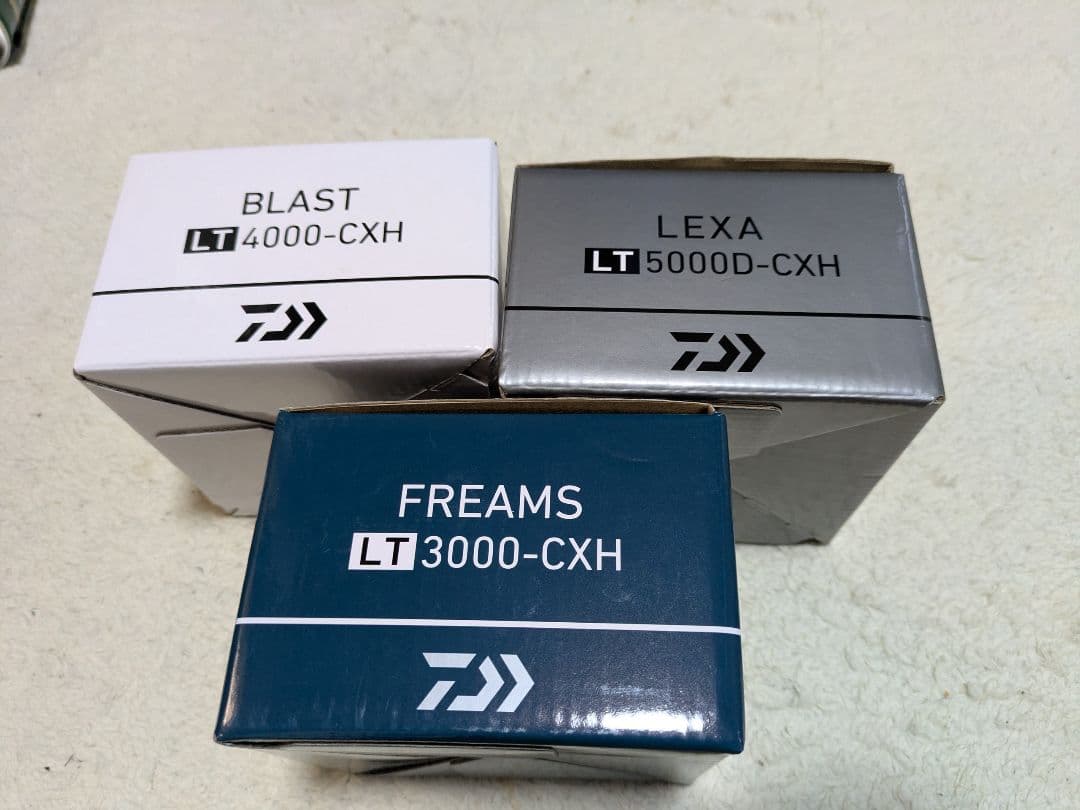 BLAST
LT 4000-CXH
LEXA
LT 5000D-CXH
FREAMS
LT 3000-CXH